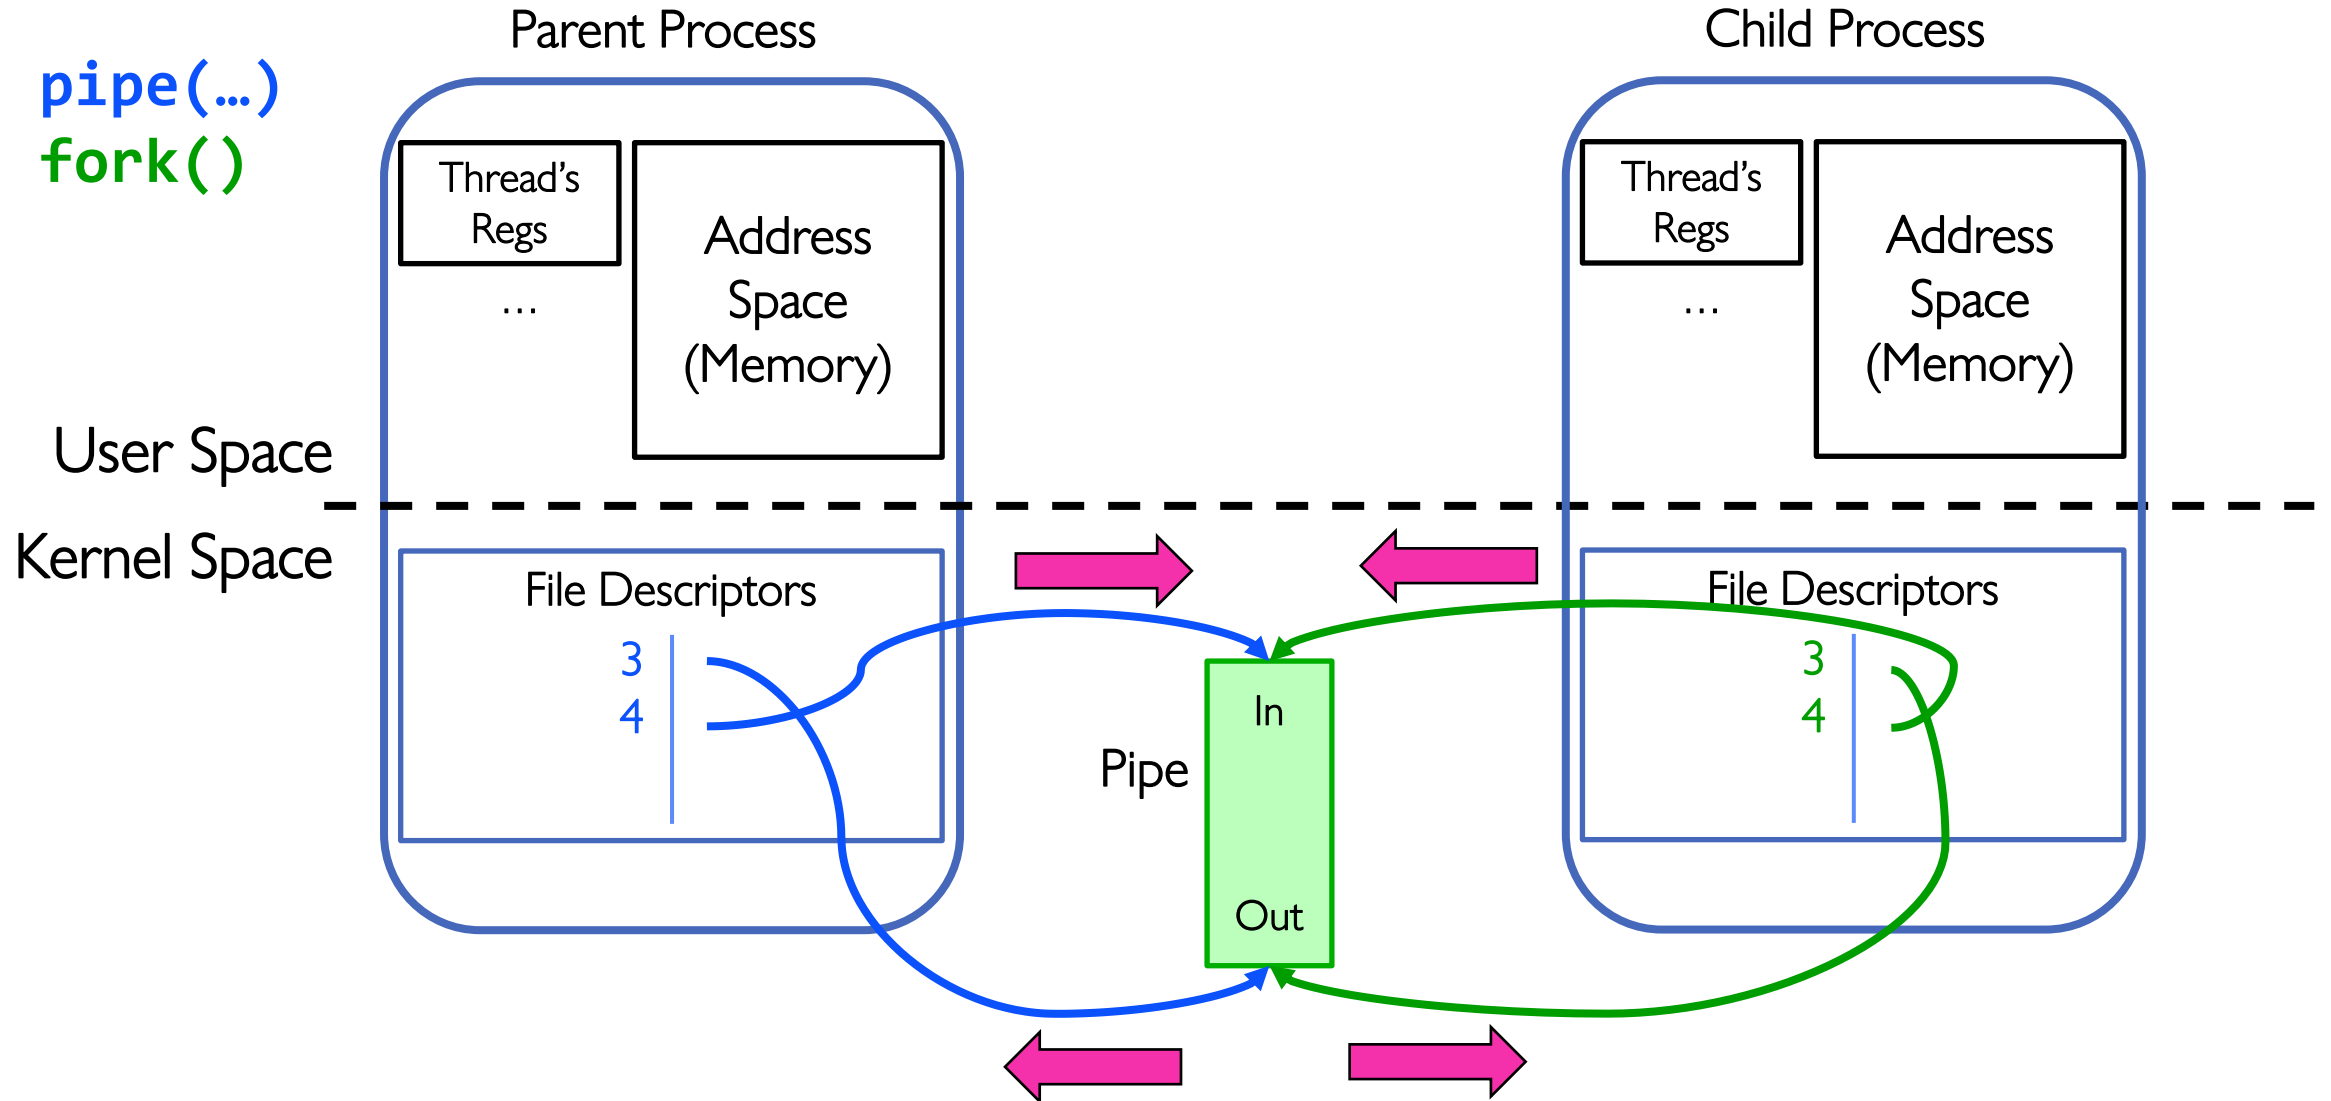 pipe(…)
fork()
Parent Process
Thread's
Regs
…
Address
Space
(Memory)
Child Process
Thread's
Regs
…
Address
Space
(Memory)
User Space
Kernel Space
File Descriptors
3
4
Pipe
In
Out
File Descriptors
3
4